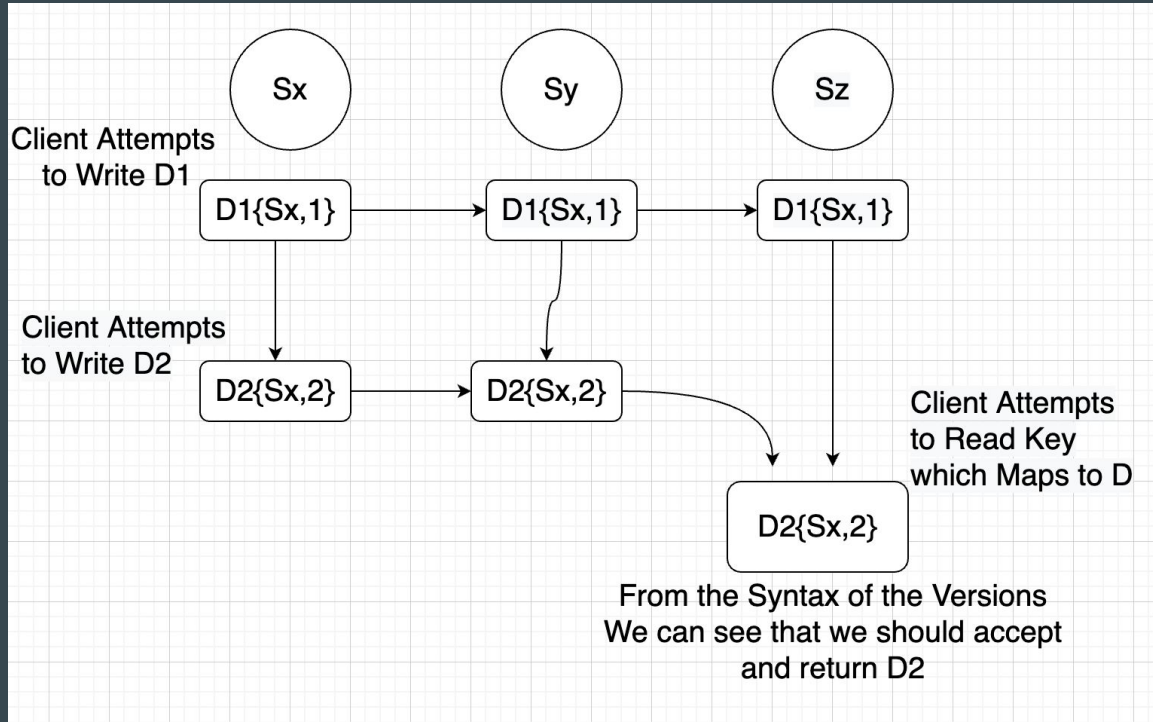 Sx
Sy
Sz
Client Attempts
to Write D1
D1{Sx,1}
D1{Sx,1}
D1{Sx,1}
Client Attempts
to Write D2
D2{Sx,2}
D2{Sx,2}
Client Attempts
to Read Key
which Maps to D
D2{Sx,2}
From the Syntax of the Versions
We can see that we should accept
and return D2